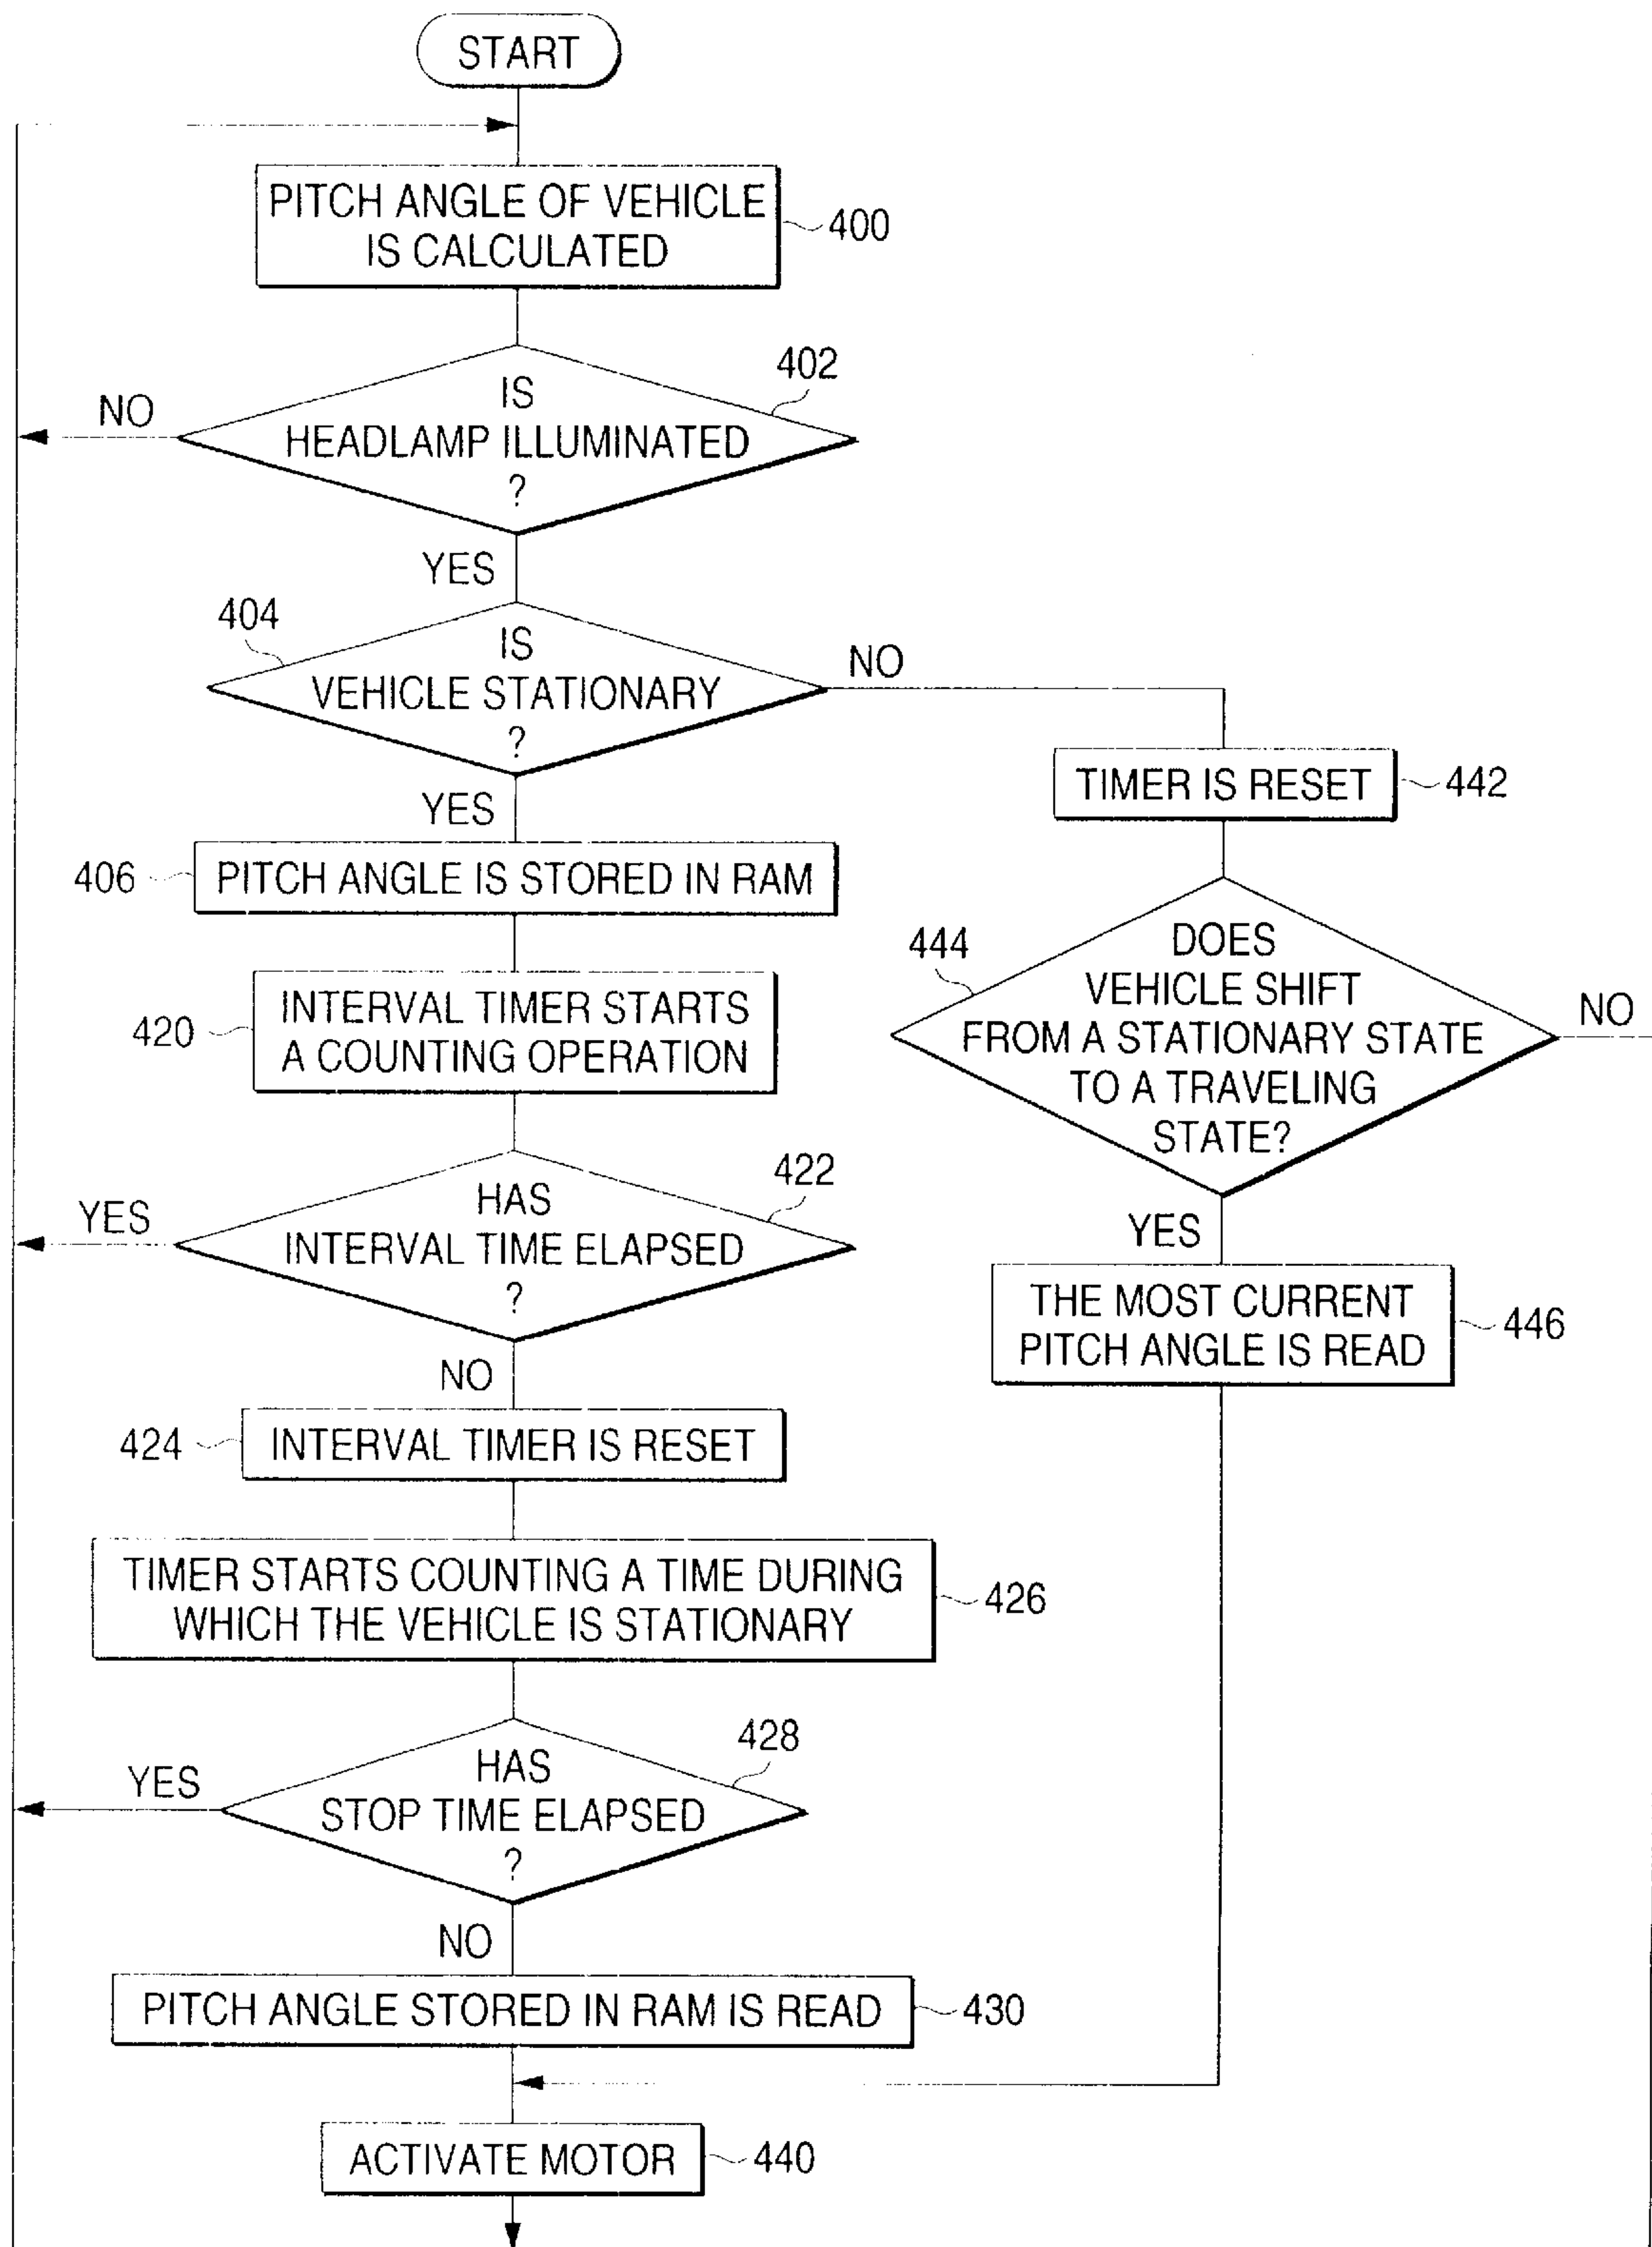 START
PITCH ANGLE OF VEHICLE
IS CALCULATED
400
402
IS
HEADLAMP ILLUMINATED
?
NO
YES
404
IS
VEHICLE STATIONARY
?
NO
YES
TIMER IS RESET
442
406
PITCH ANGLE IS STORED IN RAM
444
DOES
VEHICLE SHIFT
FROM A STATIONARY STATE
TO A TRAVELING
STATE?
NO
YES
420
INTERVAL TIMER STARTS
A COUNTING OPERATION
422
HAS
INTERVAL TIME ELAPSED
?
YES
NO
THE MOST CURRENT
PITCH ANGLE IS READ
446
424
INTERVAL TIMER IS RESET
TIMER STARTS COUNTING A TIME DURING
WHICH THE VEHICLE IS STATIONARY
426
428
HAS
STOP TIME ELAPSED
?
YES
NO
PITCH ANGLE STORED IN RAM IS READ
430
ACTIVATE MOTOR
440